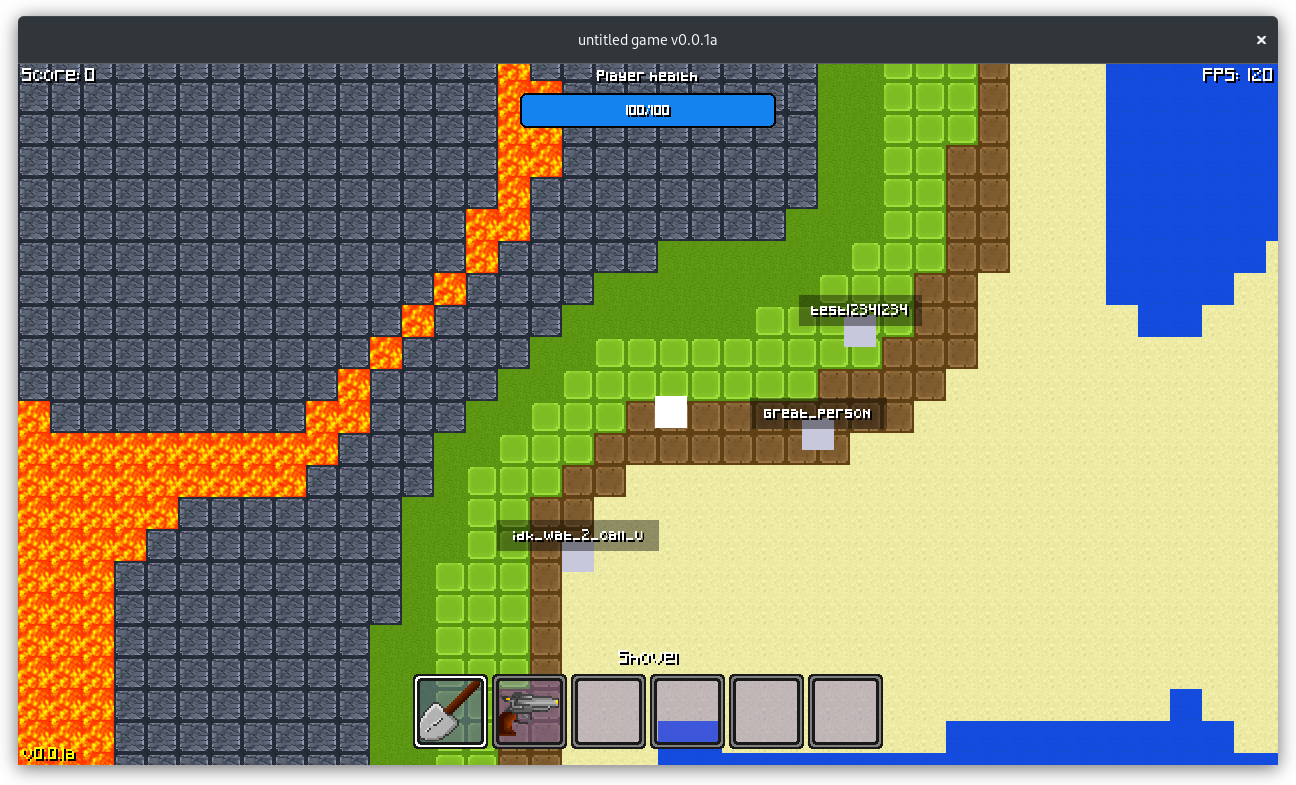 untitled game v0.0.1a
Score: 0
Player health
FPS: 120
100/100
test12341234
Great_Person
idk_wat_2_call_u
Shovel
v0.0.1a